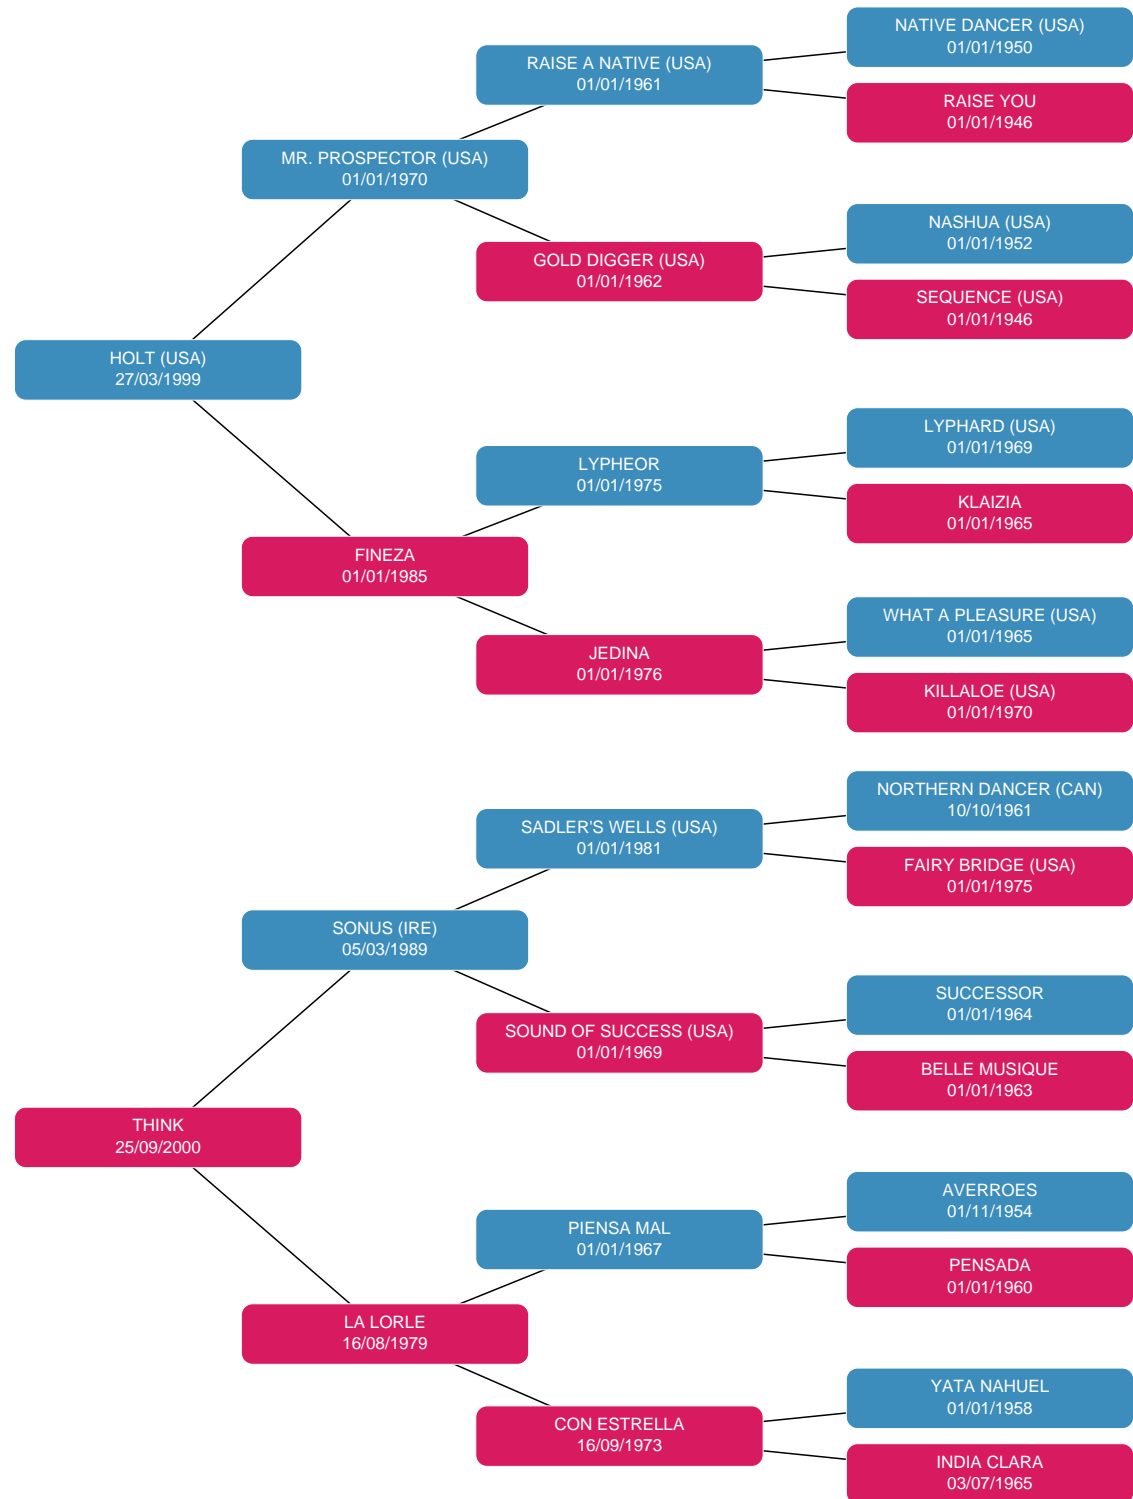 NATIVE DANCER (USA)
01/01/1950
RAISE A NATIVE (USA)
01/01/1961
RAISE YOU
01/01/1946
MR. PROSPECTOR (USA)
01/01/1970
NASHUA (USA)
01/01/1952
GOLD DIGGER (USA)
01/01/1962
SEQUENCE (USA)
01/01/1946
HOLT (USA)
27/03/1999
LYPHARD (USA)
01/01/1969
LYPHEOR
01/01/1975
KLAIZIA
01/01/1965
FINEZA
01/01/1985
WHAT A PLEASURE (USA)
01/01/1965
JEDINA
01/01/1976
KILLALOE (USA)
01/01/1970
NORTHERN DANCER (CAN)
10/10/1961
SADLER'S WELLS (USA)
01/01/1981
FAIRY BRIDGE (USA)
01/01/1975
SONUS (IRE)
05/03/1989
SUCCESSOR
01/01/1964
SOUND OF SUCCESS (USA)
01/01/1969
BELLE MUSIQUE
01/01/1963
THINK
25/09/2000
AVERROES
01/11/1954
PIENSA MAL
01/01/1967
PENSADA
01/01/1960
LA LORLE
16/08/1979
YATA NAHUEL
01/01/1958
CON ESTRELLA
16/09/1973
INDIA CLARA
03/07/1965